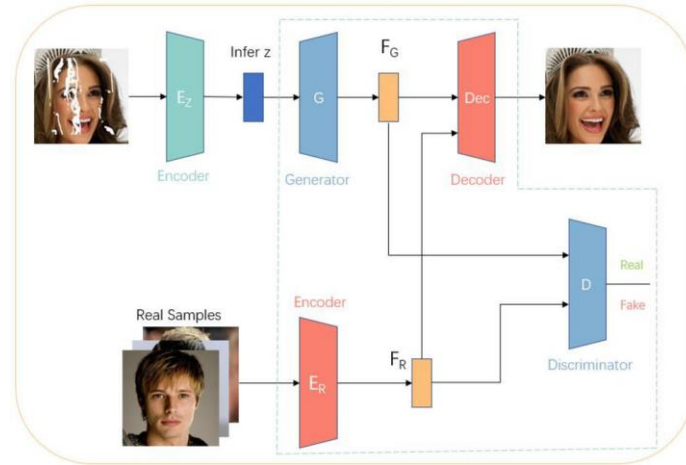 Infer z
F_G
E_Z
G
Dec
Encoder
Generator
Decoder
D
Real
Fake
Discriminator
Encoder
Real Samples
E_R
F_R